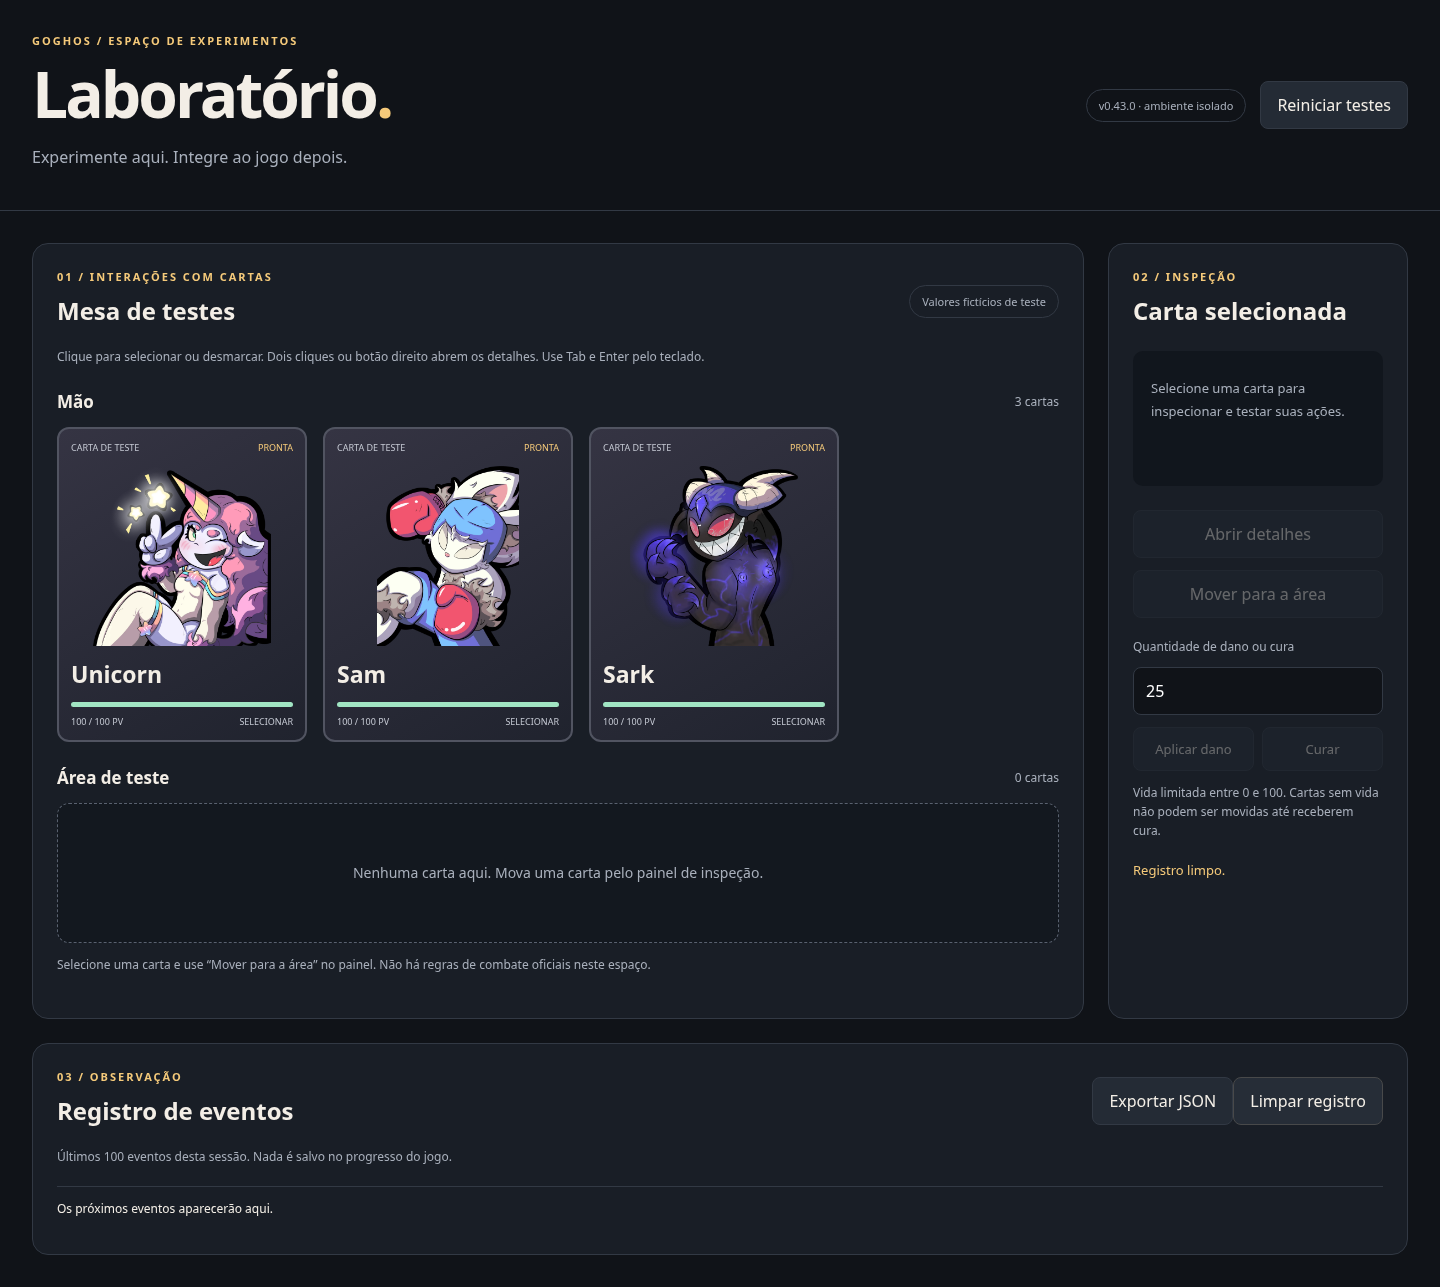 GOGHOS / ESPAÇO DE EXPERIMENTOS
Laboratório.
Experimente aqui. Integre ao jogo depois.
v0.43.0 · ambiente isolado
Reiniciar testes
01 / INTERAÇÕES COM CARTAS
Mesa de testes
Valores fictícios de teste
Clique para selecionar ou desmarcar. Dois cliques ou botão direito abrem os detalhes. Use Tab e Enter pelo teclado.
Mão
3 cartas
CARTA DE TESTE
PRONTA
Unicorn
100 / 100 PV
SELECIONAR
CARTA DE TESTE
PRONTA
Sam
100 / 100 PV
SELECIONAR
CARTA DE TESTE
PRONTA
Sark
100 / 100 PV
SELECIONAR
Área de teste
0 cartas
Nenhuma carta aqui. Mova uma carta pelo painel de inspeção.
Selecione uma carta e use “Mover para a área” no painel. Não há regras de combate oficiais neste espaço.
02 / INSPEÇÃO
Carta selecionada
Selecione uma carta para
inspecionar e testar suas ações.
Abrir detalhes
Mover para a área
Quantidade de dano ou cura
25
Aplicar dano
Curar
Vida limitada entre 0 e 100. Cartas sem vida
não podem ser movidas até receberem
cura.
Registro limpo.
03 / OBSERVAÇÃO
Registro de eventos
Exportar JSON
Limpar registro
Últimos 100 eventos desta sessão. Nada é salvo no progresso do jogo.
Os próximos eventos aparecerão aqui.